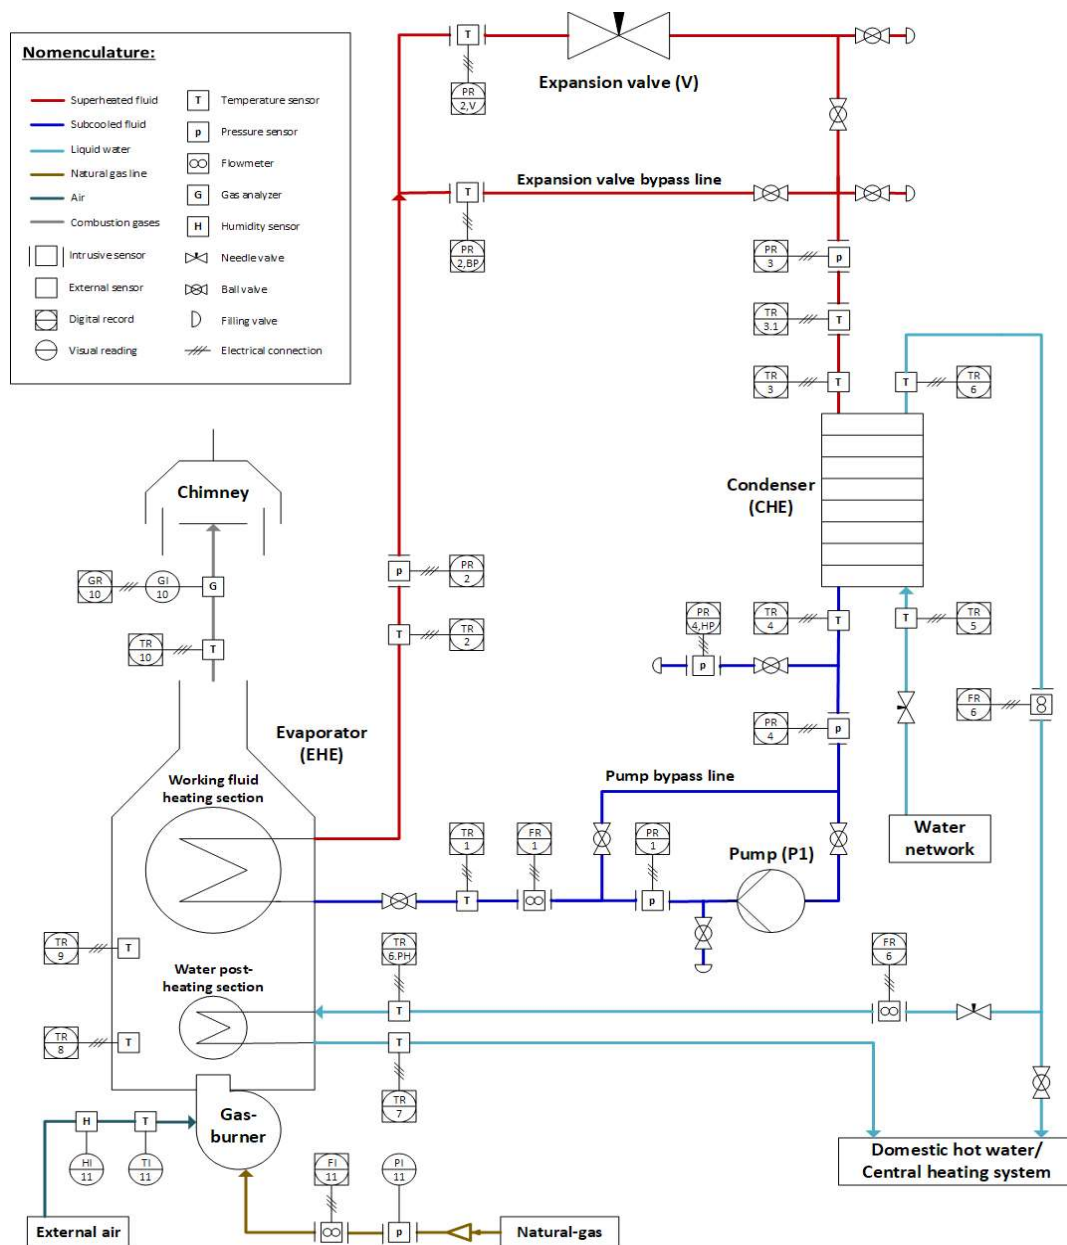 Nomenculature:
Superheated fluid
Subcooled fluid
Liquid water
Natural gas line
Air
Combustion gases
Intrusive sensor
External sensor
Digital record
Visual reading
T
Temperature sensor
p
Pressure sensor
Flowmeter
G
Gas analyzer
H
Humidity sensor
Needle valve
Ball valve
Filling valve
Electrical connection
T
PR
2,V
Expansion valve (V)
Expansion valve bypass line
T
PR
2,BP
PR
3
p
TR
3.1
T
TR
3
T
T
TR
6
Condenser
(CHE)
Chimney
GR
10
GI
10
G
TR
10
T
p
PR
2
T
TR
2
PR
4,HP
p
TR
4
T
T
TR
5
FR
6
PR
4
p
Evaporator
(EHE)
Working fluid
heating section
Pump bypass line
TR
1
FR
1
PR
1
T
p
Pump (P1)
Water
network
TR
9
T
Water post-
heating section
TR
6.PH
T
FR
6
TR
8
T
T
TR
7
Gas-
burner
H
T
HI
11
TI
11
FI
11
PI
11
p
External air
Natural-gas
Domestic hot water/
Central heating system